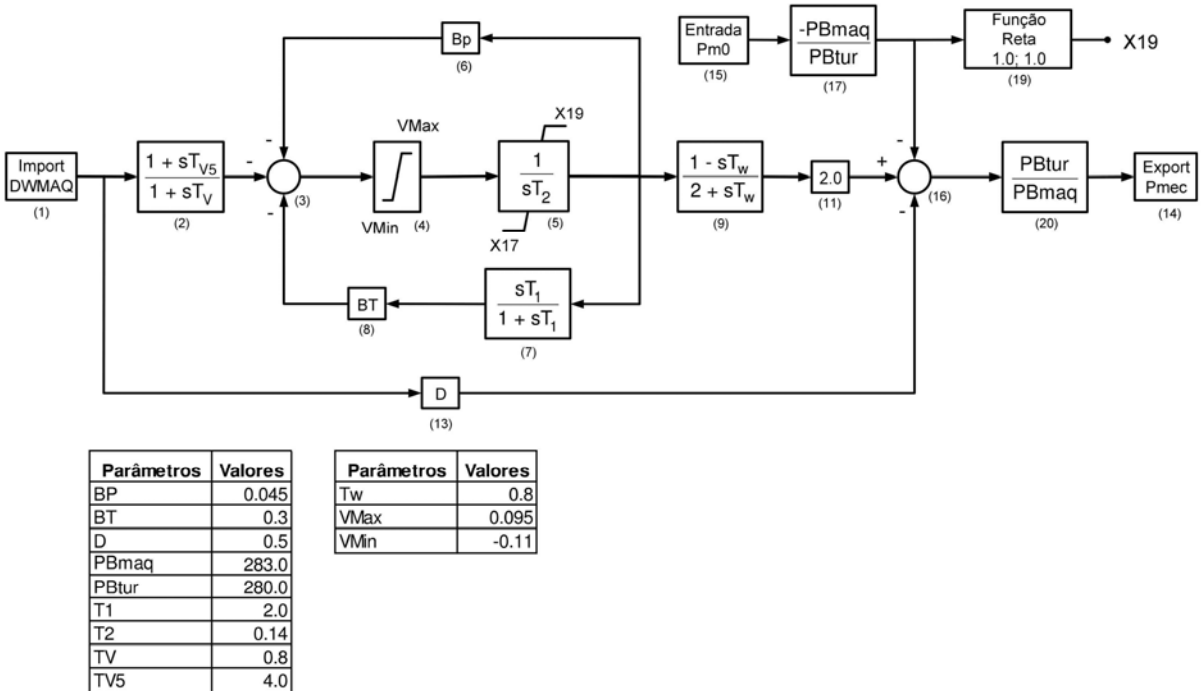 Bp
(6)
Entrada
Pm0
(15)
-PBmaq
PBtur
(17)
Função
Reta
1.0; 1.0
(19)
X19
Import
DWMAQ
(1)
1 + sTV5
1 + sTV
(2)
-
-
-
(3)
VMax
VMin
(4)
X19
1
sT2
X17
(5)
1 - sTw
2 + sTw
(9)
2.0
(11)
+
-
-
(16)
PBtur
PBmaq
(20)
Export
Pmec
(14)
BT
(8)
sT1
1 + sT1
(7)
D
(13)
Parâmetros Valores
BP 0.045
BT 0.3
D 0.5
PBmaq 283.0
PBtur 280.0
T1 2.0
T2 0.14
TV 0.8
TV5 4.0
Parâmetros Valores
Tw 0.8
VMax 0.095
VMin -0.11